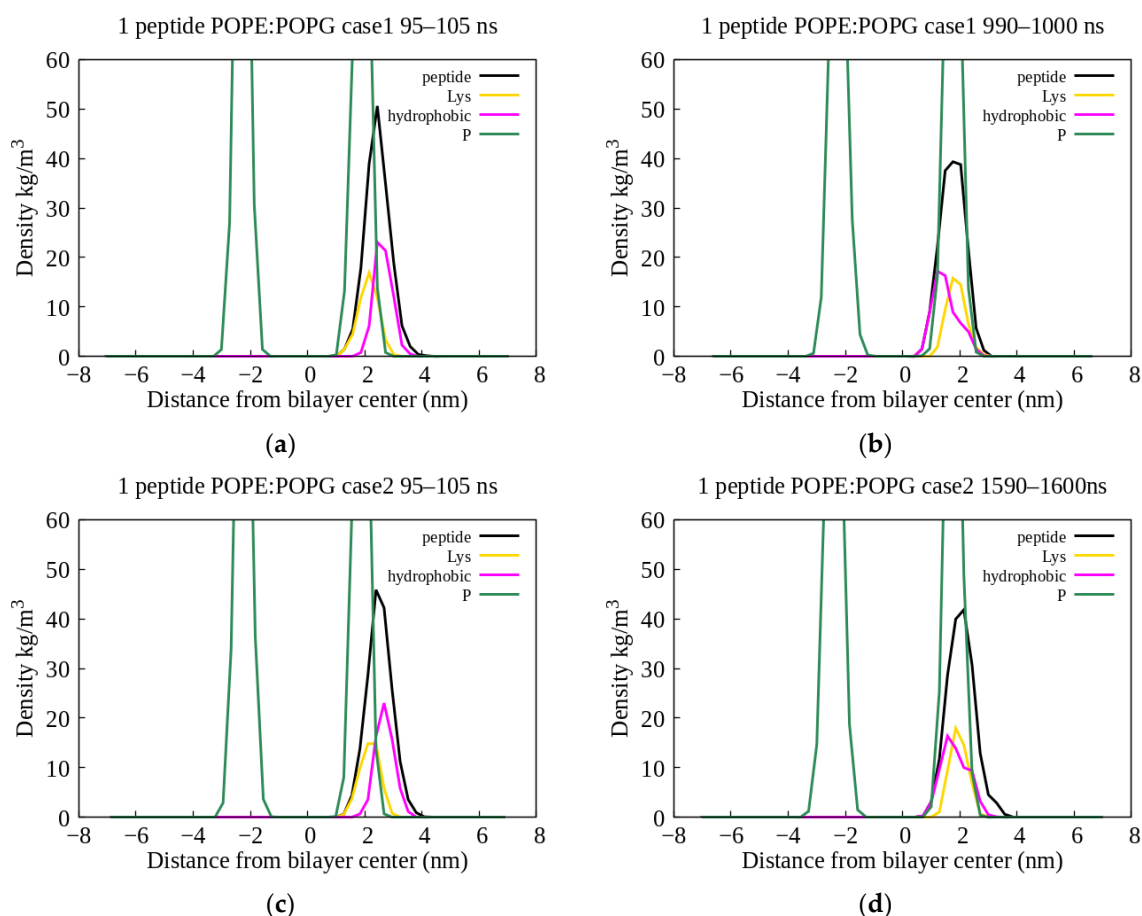 1 peptide POPE:POPG case1 95–105 ns
60
50
40
30
20
10
0
Density kg/m³
peptide
Lys
hydrophobic
P
−8 −6 −4 −2 0 2 4 6 8
Distance from bilayer center (nm)
(a)
1 peptide POPE:POPG case1 990–1000 ns
60
50
40
30
20
10
0
Density kg/m³
peptide
Lys
hydrophobic
P
−8 −6 −4 −2 0 2 4 6 8
Distance from bilayer center (nm)
(b)
1 peptide POPE:POPG case2 95–105 ns
60
50
40
30
20
10
0
Density kg/m³
peptide
Lys
hydrophobic
P
−8 −6 −4 −2 0 2 4 6 8
Distance from bilayer center (nm)
(c)
1 peptide POPE:POPG case2 1590–1600ns
60
50
40
30
20
10
0
Density kg/m³
peptide
Lys
hydrophobic
P
−8 −6 −4 −2 0 2 4 6 8
Distance from bilayer center (nm)
(d)